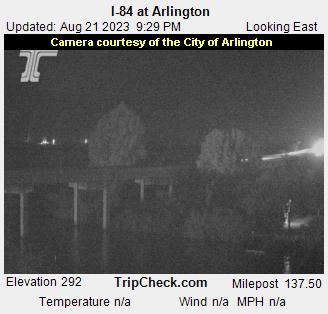 I-84 at Arlington
Updated: Aug 21 2023 9:29 PM Looking East
Camera courtesy of the City of Arlington
Elevation 292 TripCheck.com Milepost 137.50
Temperature n/a Wind n/a MPH n/a